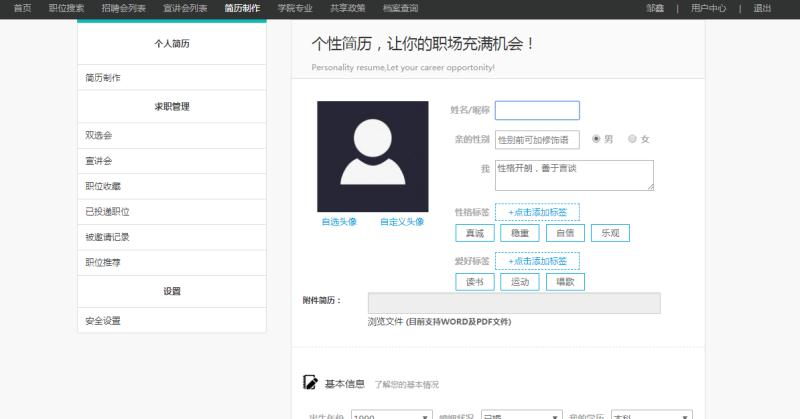 首页 职位搜索 招聘会列表 宣讲会列表 简历制作 学院专业 共享政策 档案查询 邹鑫 | 用户中心 | 退出
个人简历
简历制作
求职管理
双选会
宣讲会
职位收藏
已投递职位
被邀请记录
职位推荐
设置
安全设置
个性简历，让你的职场充满机会！
Personality resume,Let your career opportonity!
自选头像 自定义头像
姓名/昵称
亲的性别 性别前可加修饰语 男 女
我 性格开朗，善于言谈
性格标签 +点击添加标签
真诚 稳重 自信 乐观
爱好标签 +点击添加标签
读书 运动 唱歌
附件简历：
浏览文件 (目前支持WORD及PDF文件)
基本信息 了解您的基本情况
出生年份 1990 婚姻状况 已婚 我的学历 本科